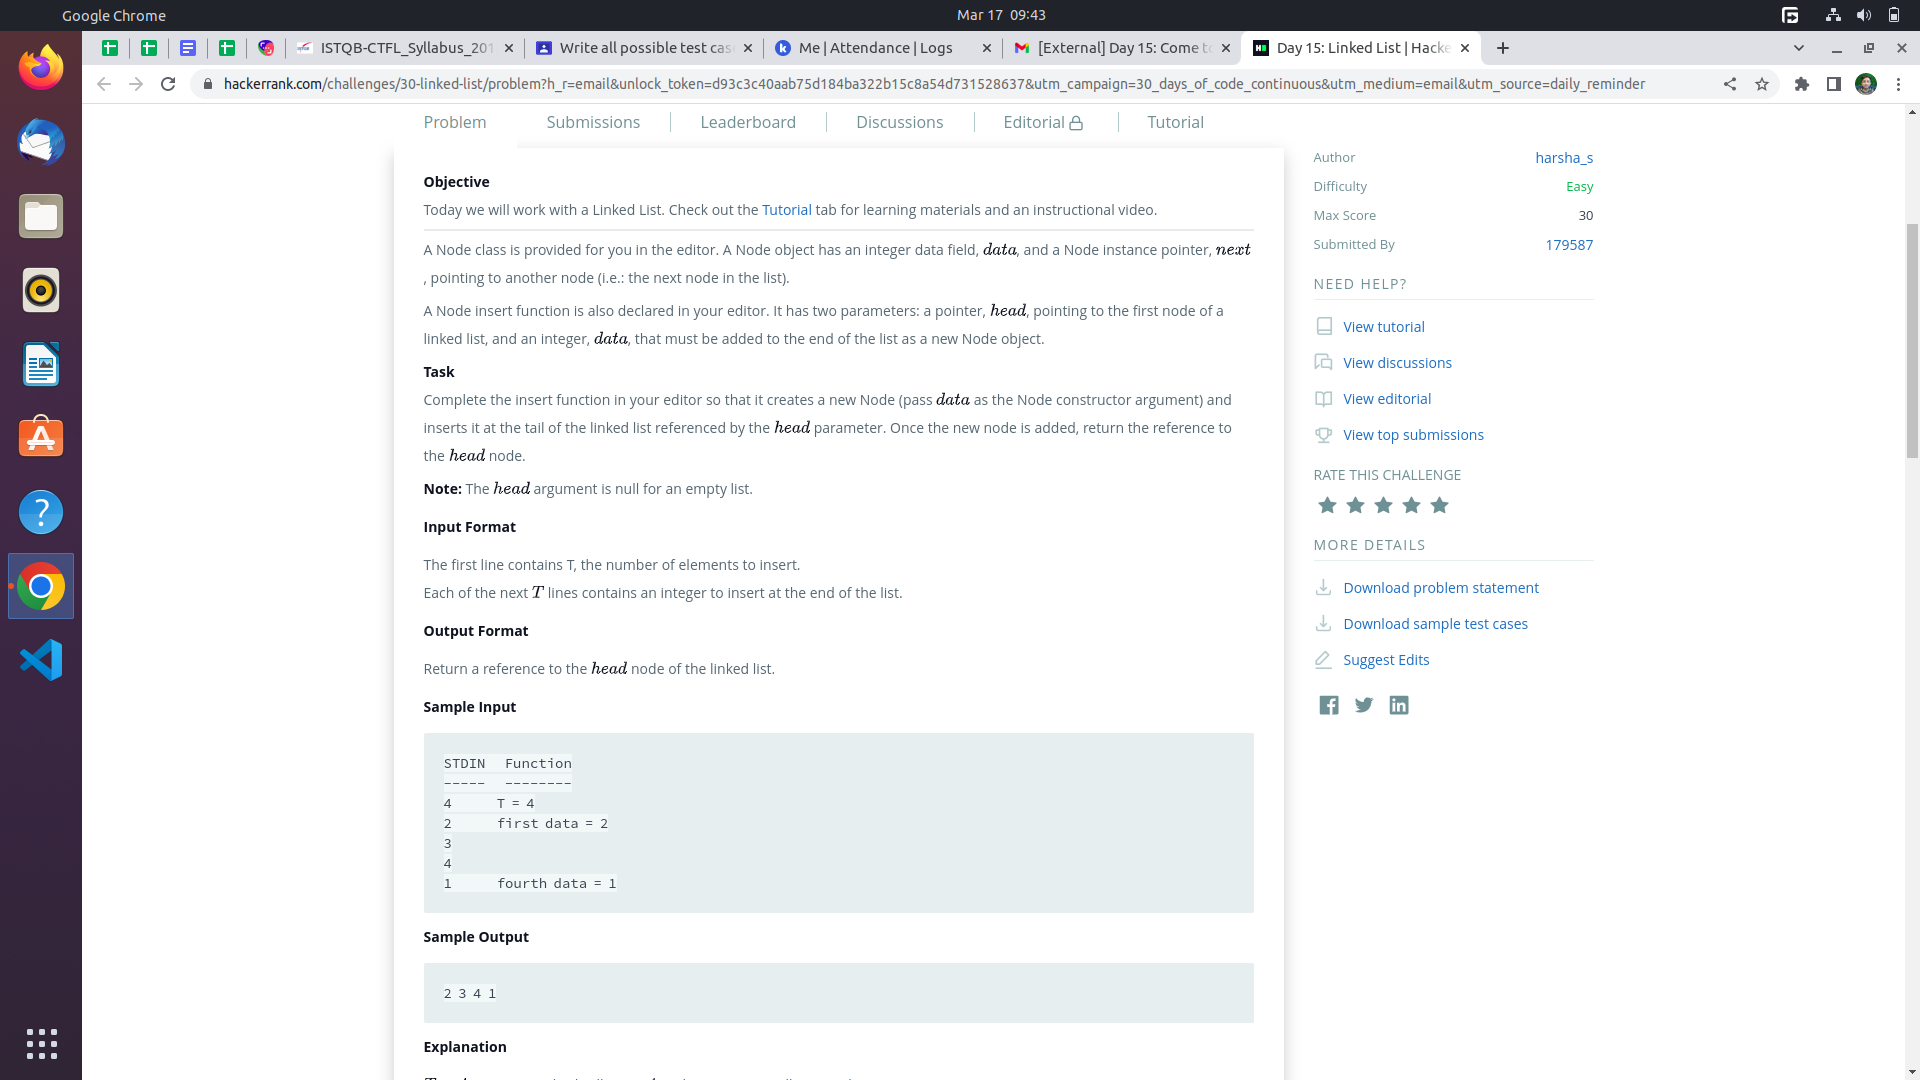 Google Chrome
Mar 17 09:43
ISTQB-CTFL_Syllabus_201
Write all possible test cas
Me | Attendance | Logs
[External] Day 15: Come to
Day 15: Linked List | Hacke
hackerrank.com/challenges/30-linked-list/problem?h_r=email&unlock_token=d93c3c40aab75d184ba322b15c8a54d731528637&utm_campaign=30_days_of_code_continuous&utm_medium=email&utm_source=daily_reminder
Problem
Submissions
Leaderboard
Discussions
Editorial
Tutorial
Objective
Today we will work with a Linked List. Check out the Tutorial tab for learning materials and an instructional video.
A Node class is provided for you in the editor. A Node object has an integer data field, data, and a Node instance pointer, next
, pointing to another node (i.e.: the next node in the list).
A Node insert function is also declared in your editor. It has two parameters: a pointer, head, pointing to the first node of a
linked list, and an integer, data, that must be added to the end of the list as a new Node object.
Task
Complete the insert function in your editor so that it creates a new Node (pass data as the Node constructor argument) and
inserts it at the tail of the linked list referenced by the head parameter. Once the new node is added, return the reference to
the head node.
Note: The head argument is null for an empty list.
Input Format
The first line contains T, the number of elements to insert.
Each of the next T lines contains an integer to insert at the end of the list.
Output Format
Return a reference to the head node of the linked list.
Sample Input
STDIN Function
----- --------
4 T = 4
2 first data = 2
3
4
1 fourth data = 1
Sample Output
2 3 4 1
Explanation
Author harsha_s
Difficulty Easy
Max Score 30
Submitted By 179587
NEED HELP?
View tutorial
View discussions
View editorial
View top submissions
RATE THIS CHALLENGE
MORE DETAILS
Download problem statement
Download sample test cases
Suggest Edits